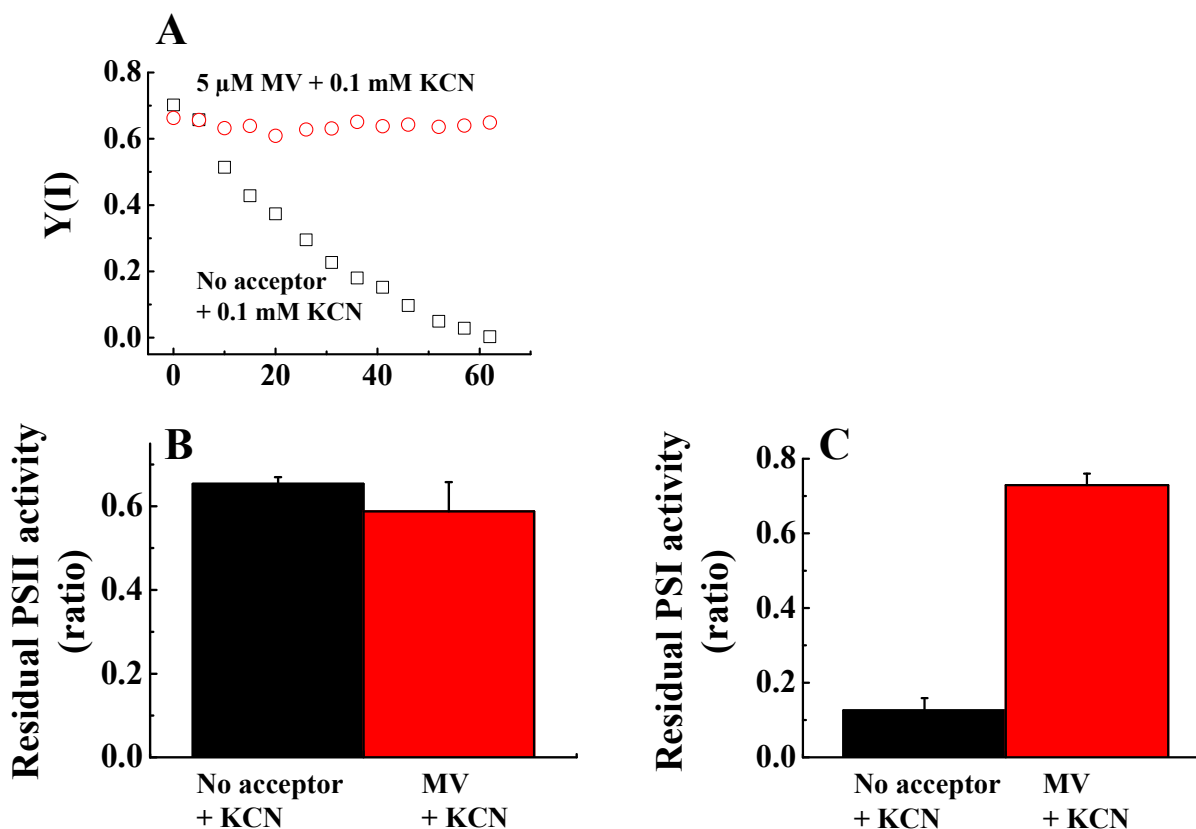 A
5 µM MV + 0.1 mM KCN
0.8
0.6
0.4
0.2
0.0
Y(I)
No acceptor
+ 0.1 mM KCN
0
20
40
60
B
Residual PSII activity
(ratio)
0.6
0.4
0.2
0.0
No acceptor
+ KCN
MV
+ KCN
C
Residual PSI activity
(ratio)
0.8
0.6
0.4
0.2
0.0
No acceptor
+ KCN
MV
+ KCN